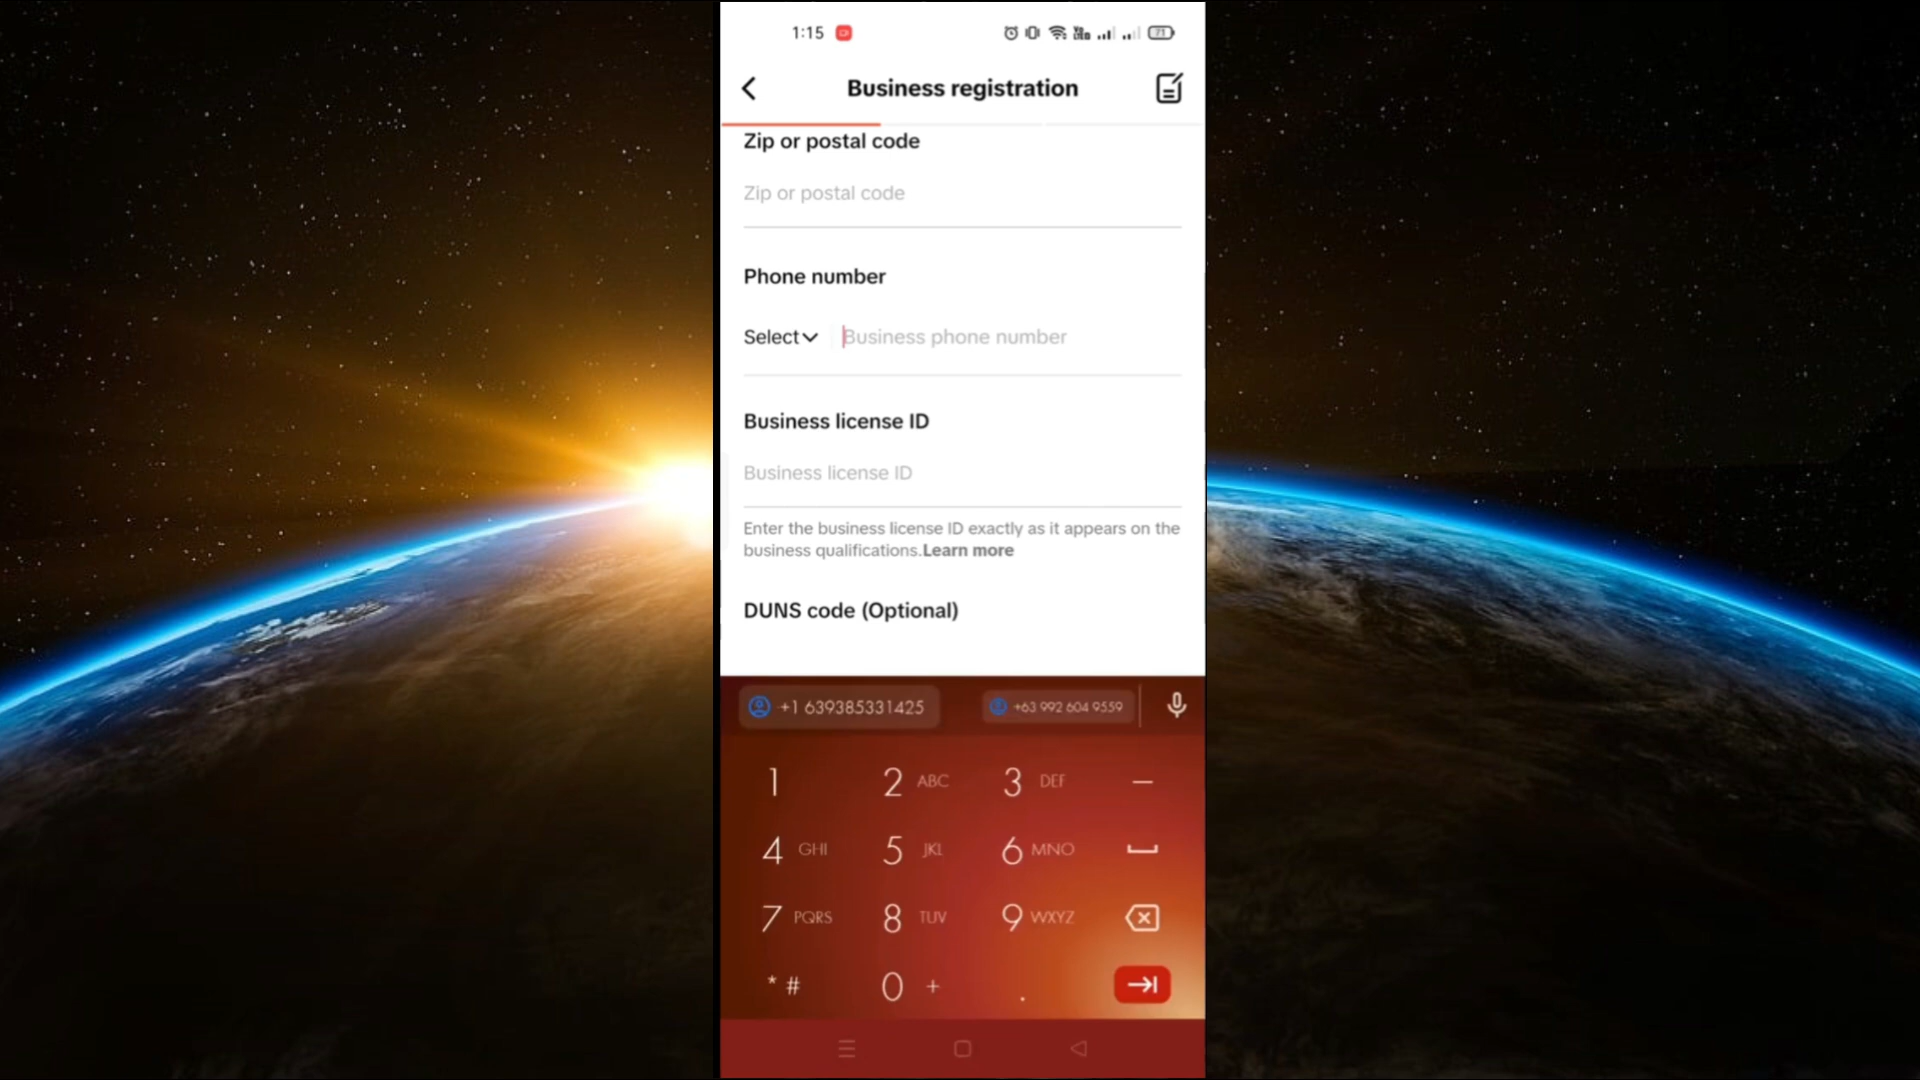 1:15 71
Business registration
Zip or postal code
Zip or postal code
Phone number
Select Business phone number
Business license ID
Business license ID
Enter the business license ID exactly as it appears on the
business qualifications.Learn more
DUNS code (Optional)
+1 639385331425 +63 992 604 9559
1 2 ABC 3 DEF —
4 GHI 5 JKL 6 MNO
7 PQRS 8 TUV 9 WXYZ
* # 0 + .